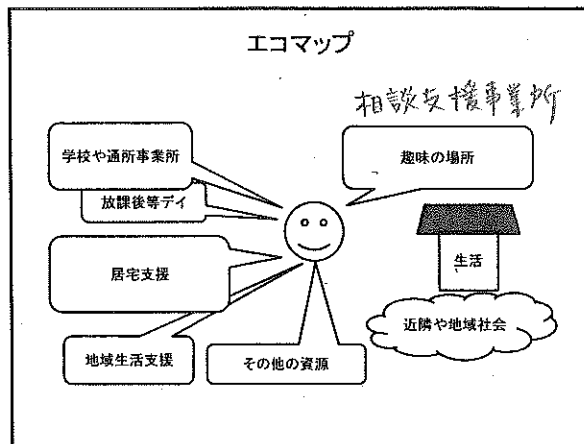 エコマップ
相談支援事業所
学校や通所事業所
趣味の場所
放課後等デイ
生活
居宅支援
近隣や地域社会
地域生活支援
その他の資源